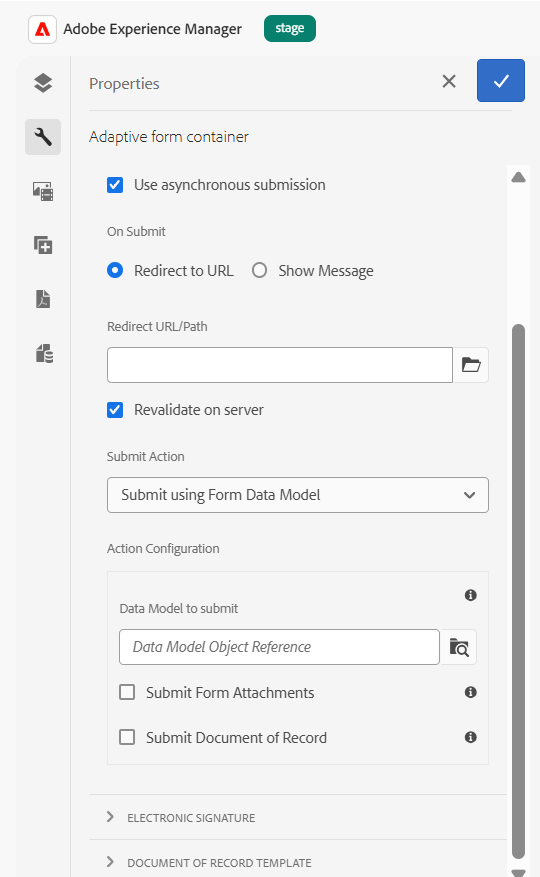 Adobe Experience Manager stage
Properties
Adaptive form container
Use asynchronous submission
On Submit
Redirect to URL Show Message
Redirect URL/Path
Revalidate on server
Submit Action
Submit using Form Data Model
Action Configuration
Data Model to submit
Data Model Object Reference
Submit Form Attachments
Submit Document of Record
ELECTRONIC SIGNATURE
DOCUMENT OF RECORD TEMPLATE